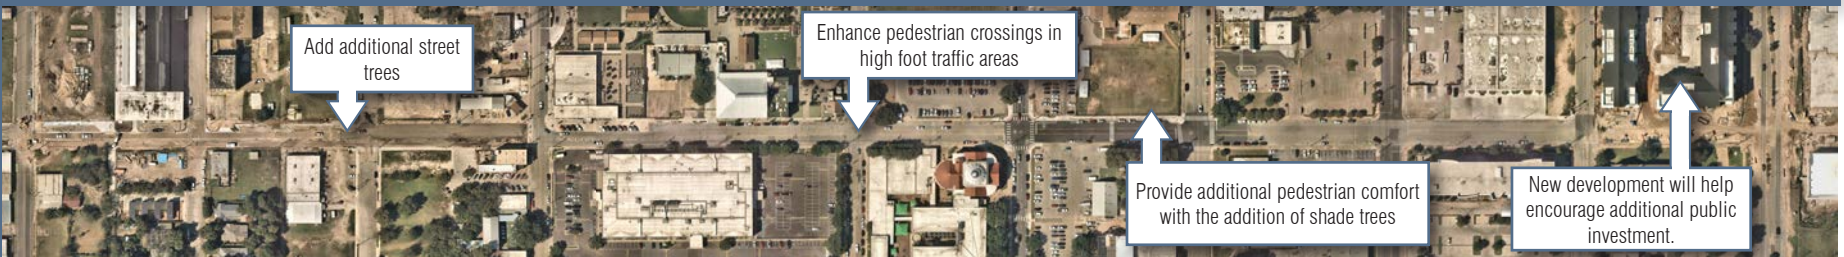 Add additional street
trees
Enhance pedestrian crossings in
high foot traffic areas
Provide additional pedestrian comfort
with the addition of shade trees
New development will help
encourage additional public
investment.